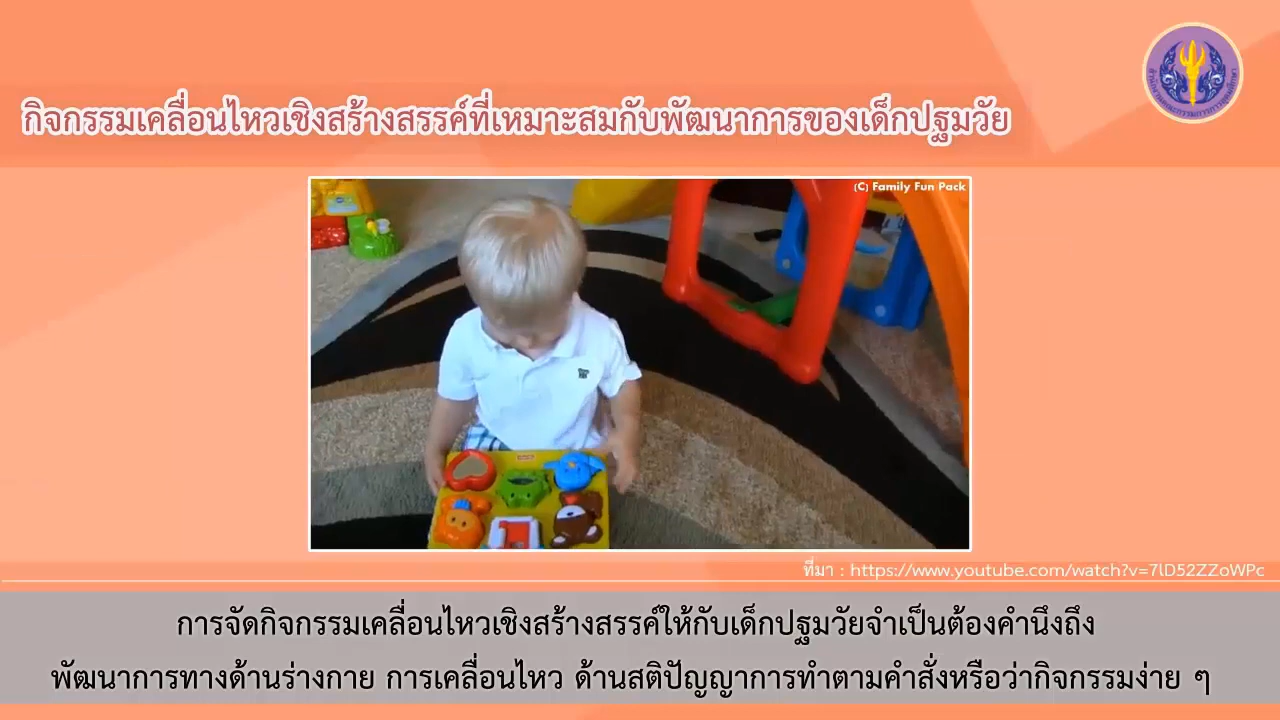 กิจกรรมเคลื่อนไหวเชิงสร้างสรรค์ที่เหมาะสมกับพัฒนาการของเด็กปฐมวัย
(C) Family Fun Pack
ที่มา : https://www.youtube.com/watch?v=7lD52ZZoWPc
การจัดกิจกรรมเคลื่อนไหวเชิงสร้างสรรค์ให้กับเด็กปฐมวัยจำเป็นต้องคำนึงถึง
พัฒนาการทางด้านร่างกาย การเคลื่อนไหว ด้านสติปัญญาการทำตามคำสั่งหรือว่ากิจกรรมง่าย ๆ